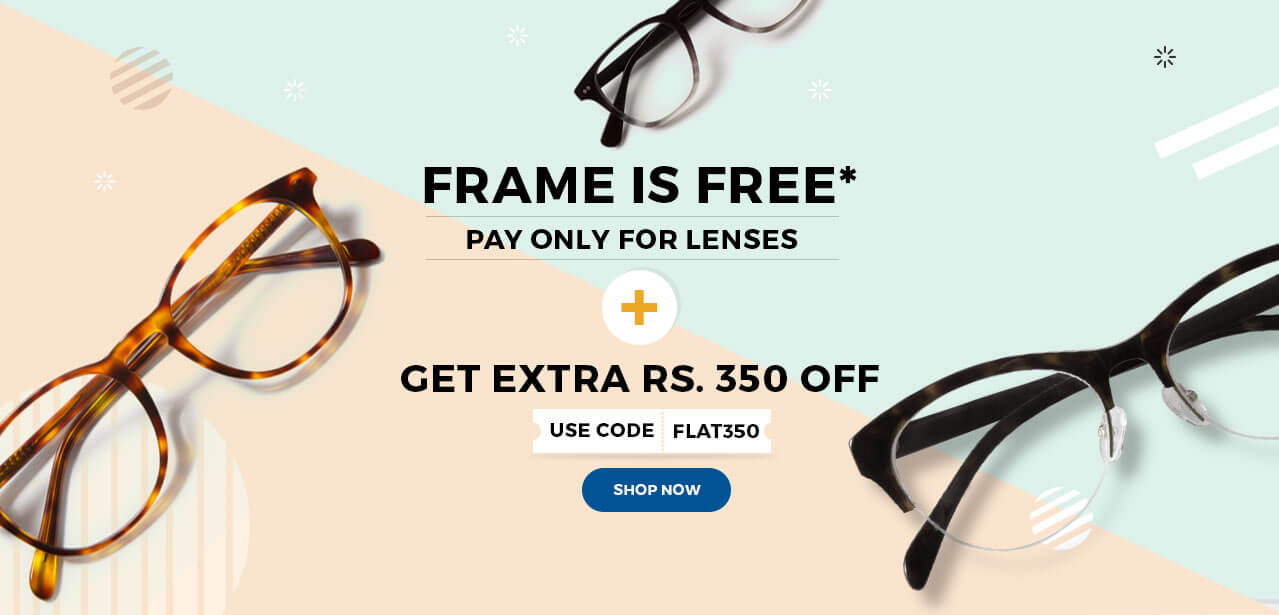 FRAME IS FREE*
PAY ONLY FOR LENSES
+
GET EXTRA RS. 350 OFF
USE CODE FLAT350
SHOP NOW